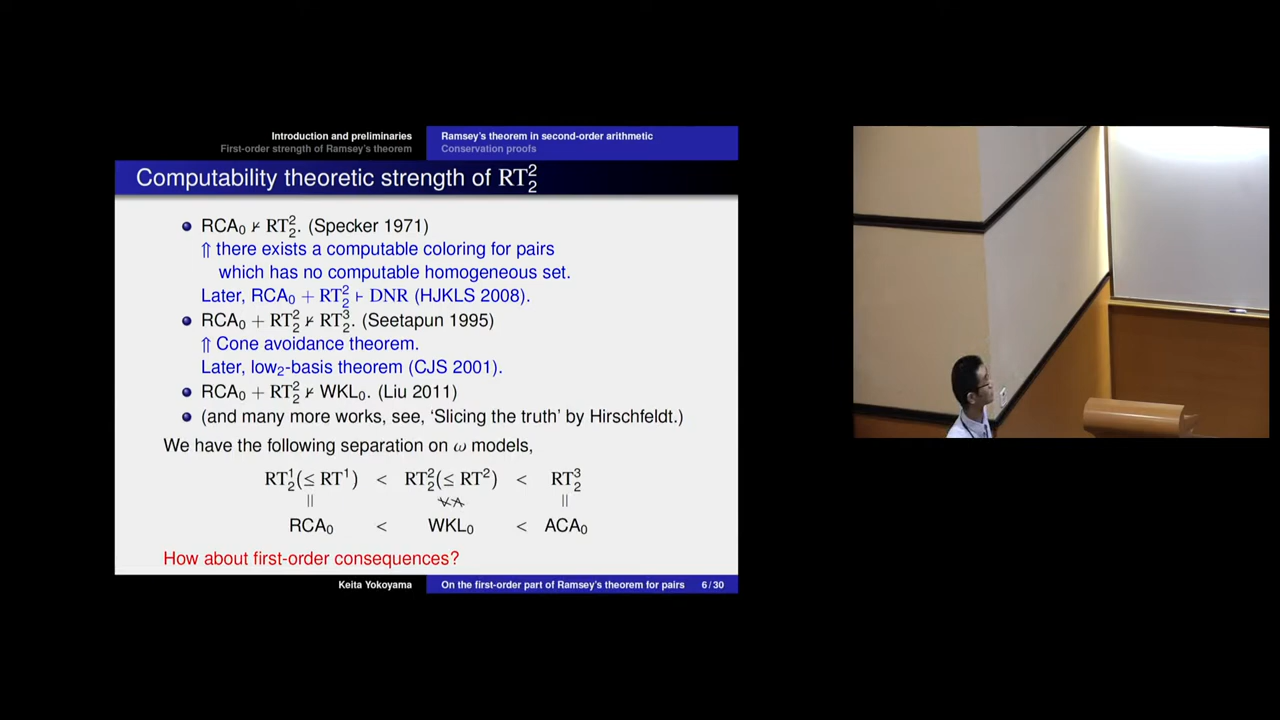 Introduction and preliminaries
First-order strength of Ramsey's theorem
Ramsey's theorem in second-order arithmetic
Conservation proofs
Computability theoretic strength of RT²₂
RCA₀ ⊬ RT²₂. (Specker 1971)
⇑ there exists a computable coloring for pairs
which has no computable homogeneous set.
Later, RCA₀ + RT²₂ ⊢ DNR (HJKLS 2008).
RCA₀ + RT²₂ ⊬ RT³₂. (Seetapun 1995)
⇑ Cone avoidance theorem.
Later, low₂-basis theorem (CJS 2001).
RCA₀ + RT²₂ ⊬ WKL₀. (Liu 2011)
(and many more works, see, 'Slicing the truth' by Hirschfeldt.)
We have the following separation on ω models,
RT¹₂(≤ RT¹) < RT²₂(≤ RT²) < RT³₂
|| ≮≯ ||
RCA₀ < WKL₀ < ACA₀
How about first-order consequences?
Keita Yokoyama On the first-order part of Ramsey's theorem for pairs 6 / 30